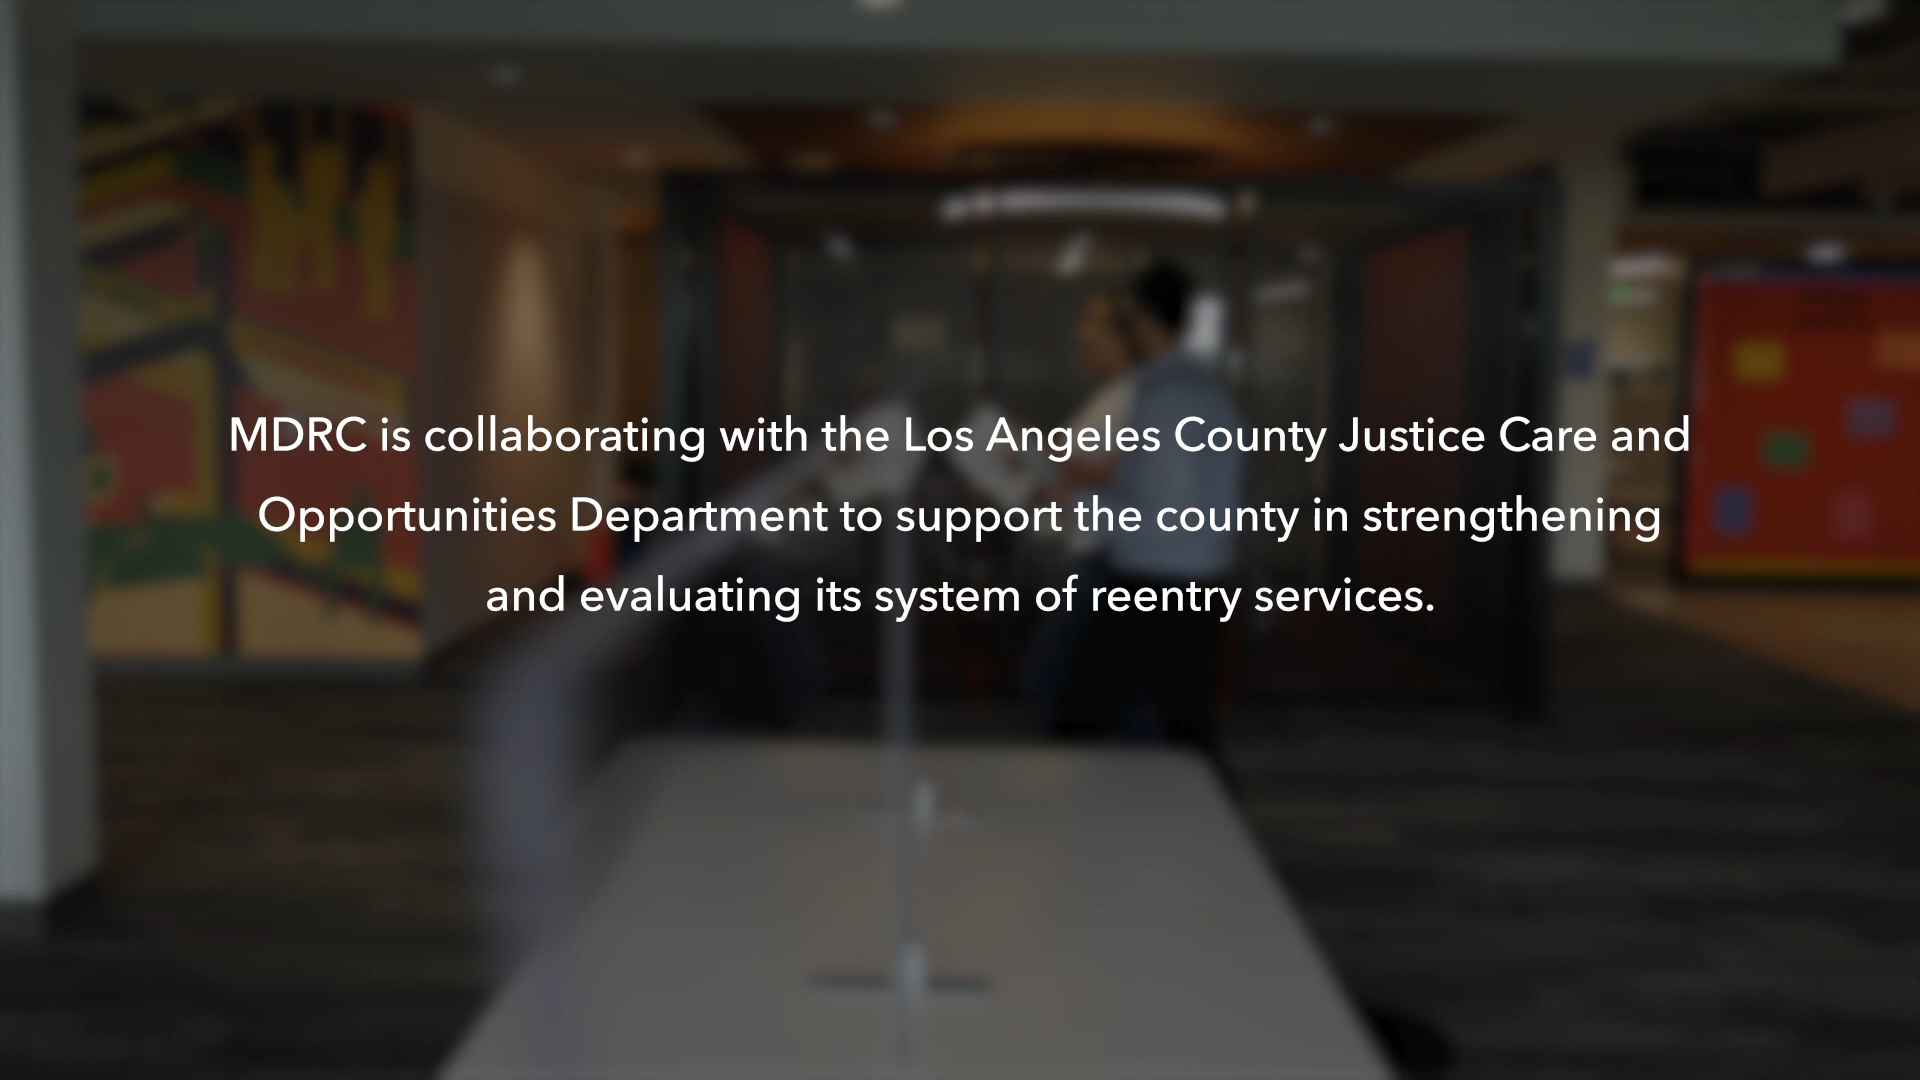 MDRC is collaborating with the Los Angeles County Justice Care and
Opportunities Department to support the county in strengthening
and evaluating its system of reentry services.